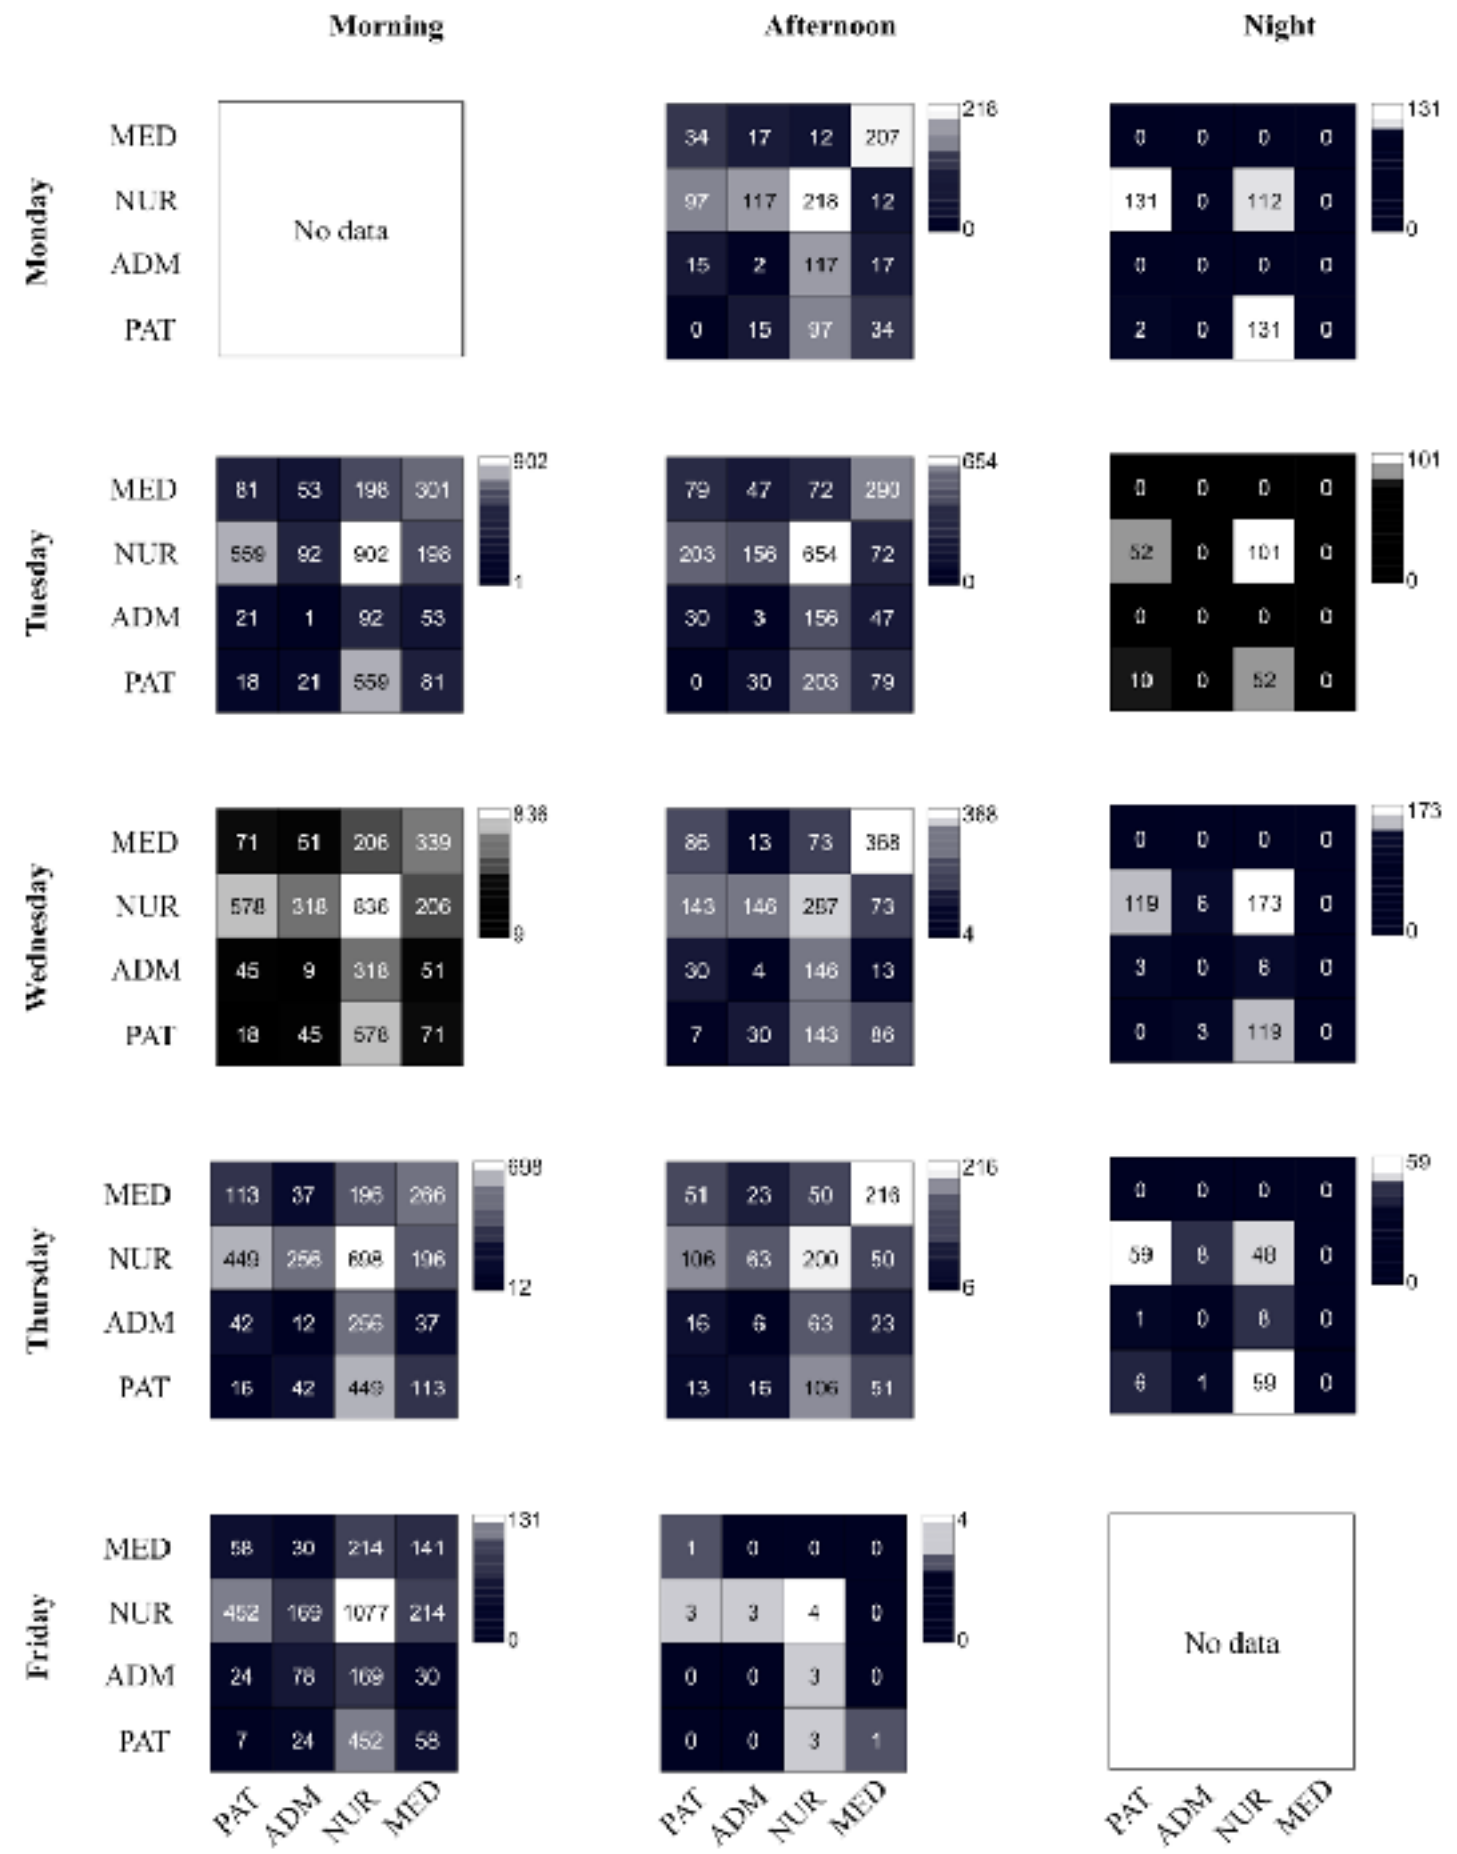 Morning Afternoon Night
Monday
MED 34 17 12 207 218 0 0 0 0 131
NUR 97 117 218 12 0 131 0 112 0 0
No data
ADM 15 2 117 17 0 0 0 0
PAT 0 15 97 34 2 0 131 0
Tuesday
MED 81 53 198 301 902 79 47 72 290 654 0 0 0 0 101
NUR 559 92 902 198 1 203 156 654 72 0 52 0 101 0 0
ADM 21 1 92 53 30 3 156 47 0 0 0 0
PAT 18 21 559 81 0 30 203 79 10 0 52 0
Wednesday
MED 71 51 206 339 836 86 13 73 368 368 0 0 0 0 173
NUR 578 318 836 206 9 143 146 287 73 4 119 6 173 0 0
ADM 45 9 318 51 30 4 146 13 3 0 6 0
PAT 18 45 578 71 7 30 143 86 0 3 119 0
Thursday
MED 113 37 196 266 698 51 23 50 216 216 0 0 0 0 59
NUR 449 256 698 196 12 106 63 200 50 6 59 8 48 0 0
ADM 42 12 256 37 16 6 63 23 1 0 8 0
PAT 16 42 449 113 13 16 106 51 6 1 59 0
Friday
MED 58 30 214 141 131 1 0 0 0 4
NUR 452 169 1077 214 0 3 3 4 0 0
No data
ADM 24 78 169 30 0 0 3 0
PAT 7 24 452 58 0 0 3 1
PAT ADM NUR MED PAT ADM NUR MED PAT ADM NUR MED